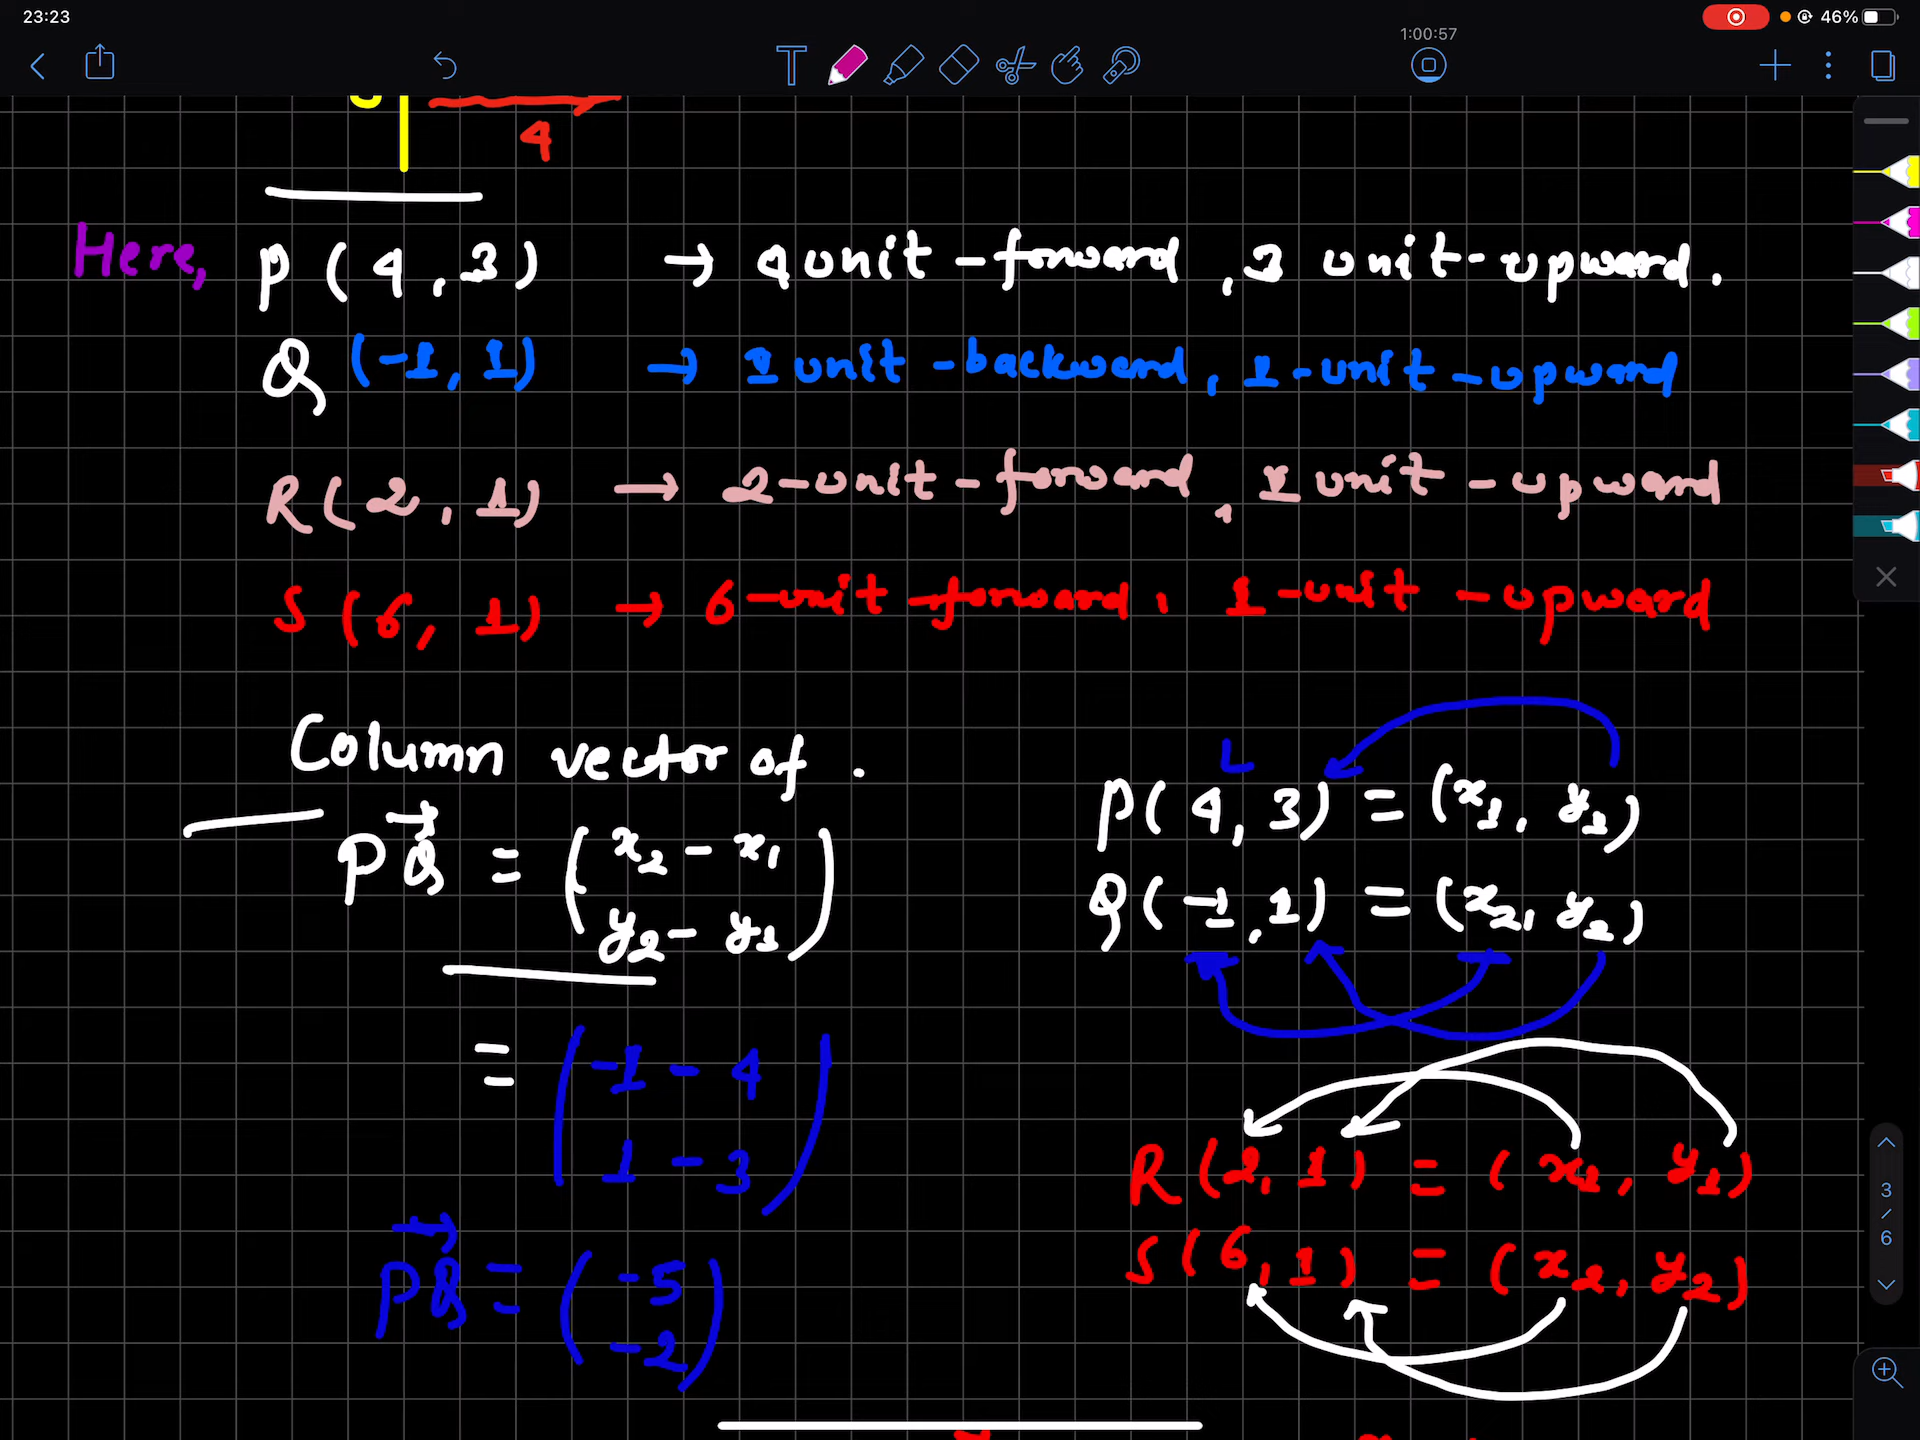 23:23
46%
1:00:57
4
Here, P (4, 3) → 4 unit - forward, 3 unit - upward.
Q (-1, 1) → 1 unit - backward, 1 - unit - upward
R (2, 1) → 2 - unit - forward, 1 unit - upward
S (6, 1) → 6 - unit - forward, 1 - unit - upward
Column vector of.
PQ = (x2 - x1
y2 - y1)
= (-1 - 4
1 - 3)
PQ = (-5
-2)
L
P(4, 3) = (x1, y1)
Q(-1, 1) = (x2, y2)
R(2, 1) = (x1, y1)
S(6, 1) = (x2, y2)
3
/
6